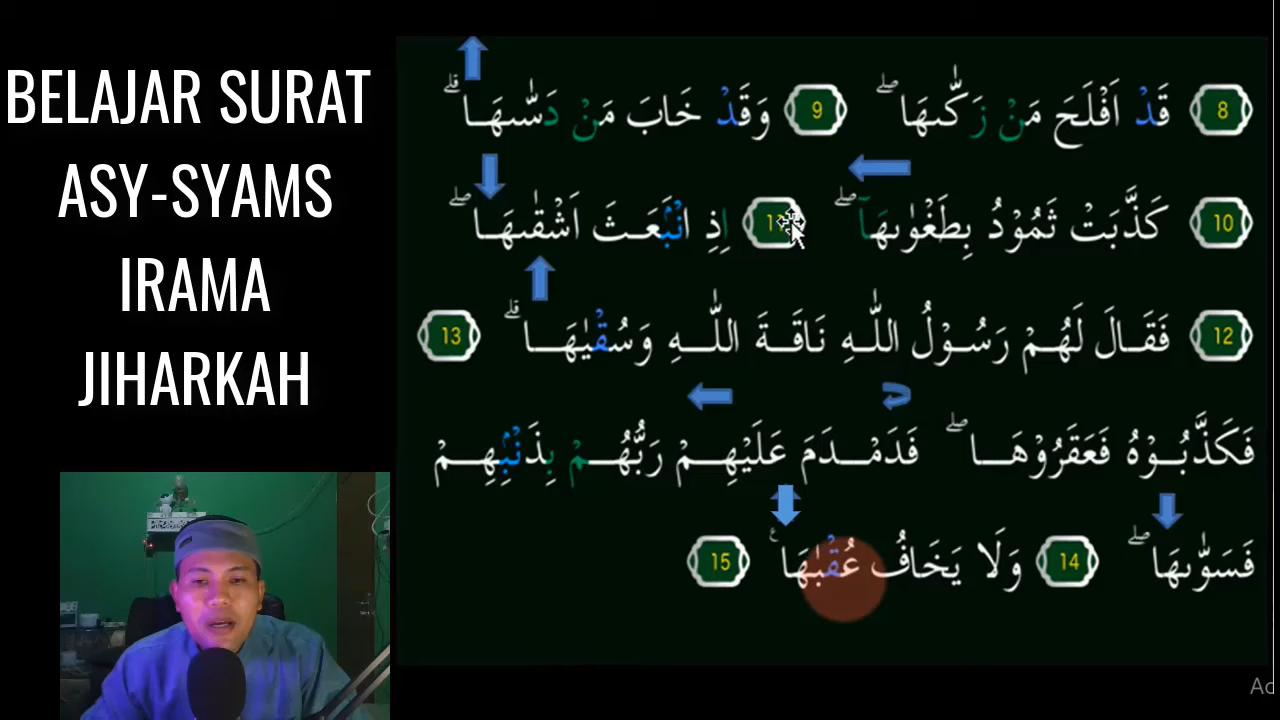 BELAJAR SURAT
ASY-SYAMS
IRAMA
JIHARKAH
8 قَدْ اَفْلَحَ مَنْ زَكّٰىهَاۖ 9 وَقَدْ خَابَ مَنْ دَسّٰىهَاۗ
10 كَذَّبَتْ ثَمُوْدُ بِطَغْوٰىهَآۖ اِذِ انْۢبَعَثَ اَشْقٰىهَاۖ
12 فَقَالَ لَهُمْ رَسُوْلُ اللّٰهِ نَاقَةَ اللّٰهِ وَسُقْيٰهَاۗ 13
فَكَذَّبُوْهُ فَعَقَرُوْهَاۖ فَدَمْدَمَ عَلَيْهِمْ رَبُّهُمْ بِذَنْۢبِهِمْ
فَسَوّٰىهَاۖ 14 وَلَا يَخَافُ عُقْبٰهَاࣖ 15